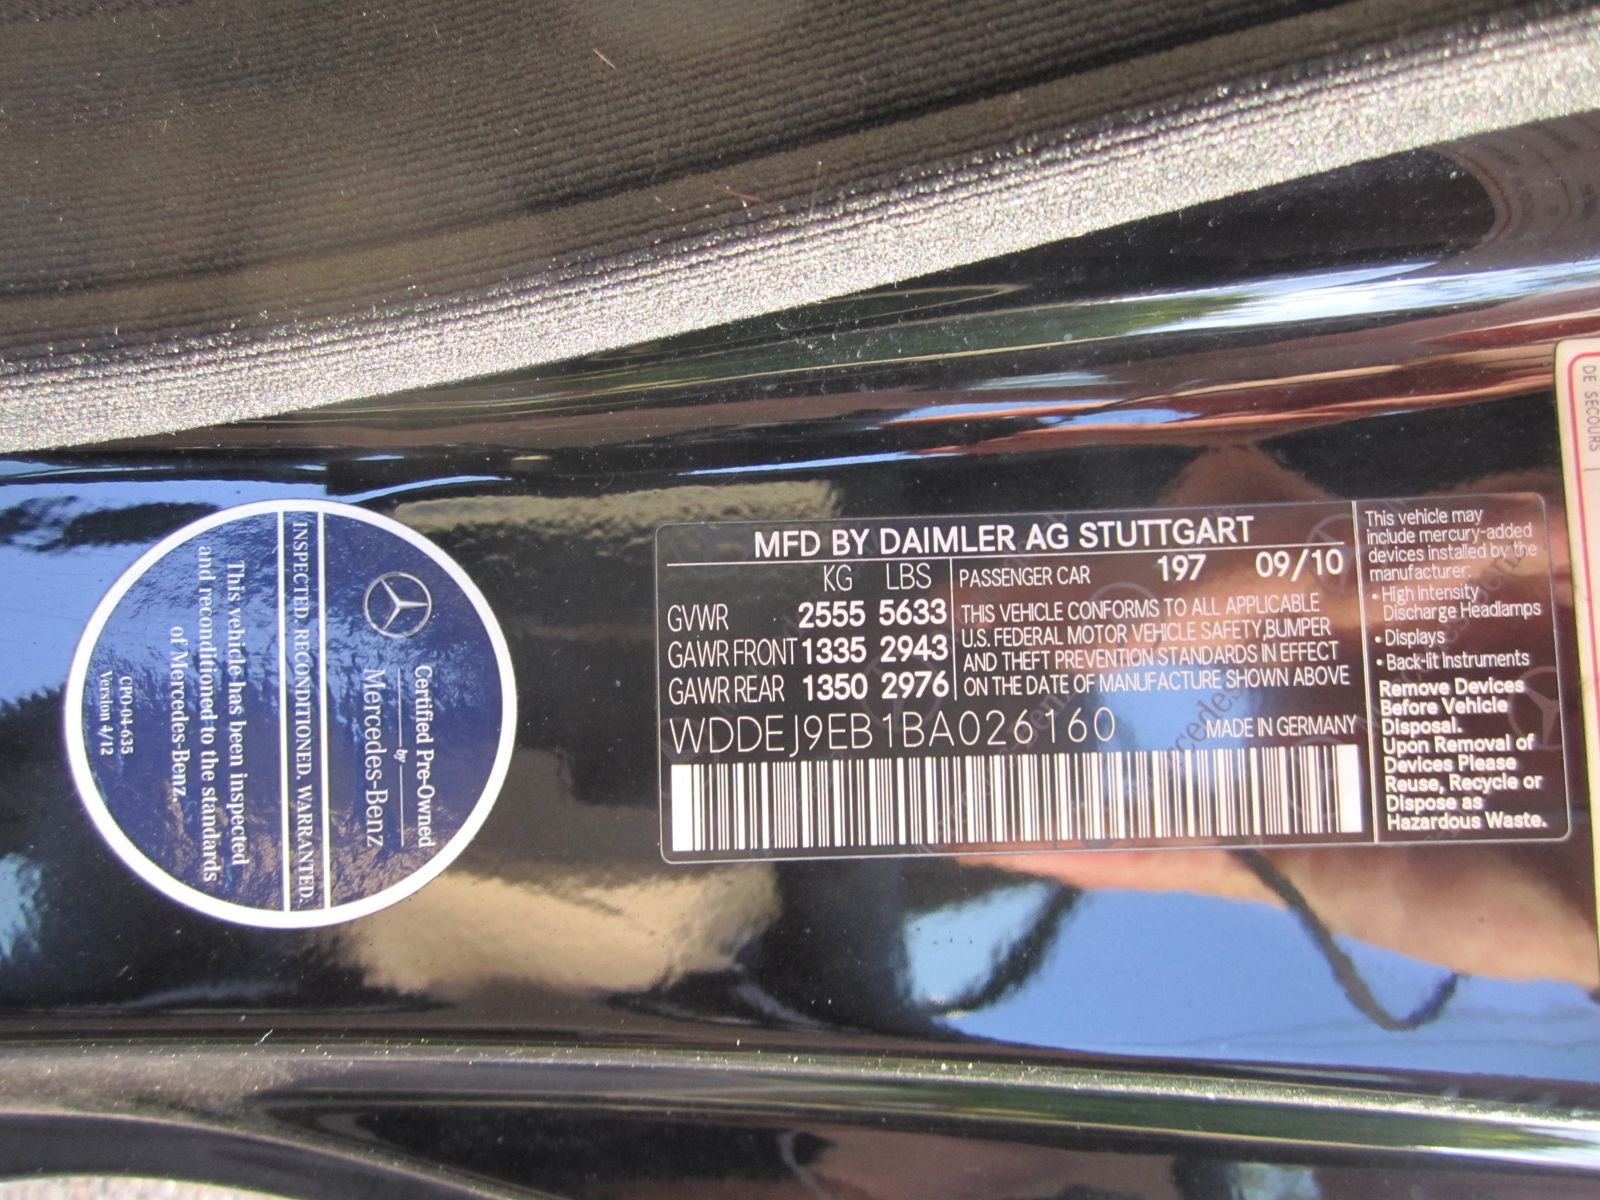 MFD BY DAIMLER AG STUTTGART
KG LBS
GVWR 2555 5633
GAWR FRONT 1335 2943
GAWR REAR 1350 2976
PASSENGER CAR 197 09/10
THIS VEHICLE CONFORMS TO ALL APPLICABLE
U.S. FEDERAL MOTOR VEHICLE SAFETY,BUMPER
AND THEFT PREVENTION STANDARDS IN EFFECT
ON THE DATE OF MANUFACTURE SHOWN ABOVE
WDDEJ9EB1BA026160
MADE IN GERMANY
This vehicle may
include mercury-added
devices installed by the
manufacturer:
• High Intensity
Discharge Headlamps
• Displays
• Back-lit Instruments
Remove Devices
Before Vehicle
Disposal.
Upon Removal of
Devices Please
Reuse, Recycle or
Dispose as
Hazardous Waste.
Certified Pre-Owned
by
Mercedes-Benz
INSPECTED. RECONDITIONED. WARRANTED.
This vehicle has been inspected
and reconditioned to the standards
of Mercedes-Benz.
CPO-04-635
Version 4/12
DE SECOURS